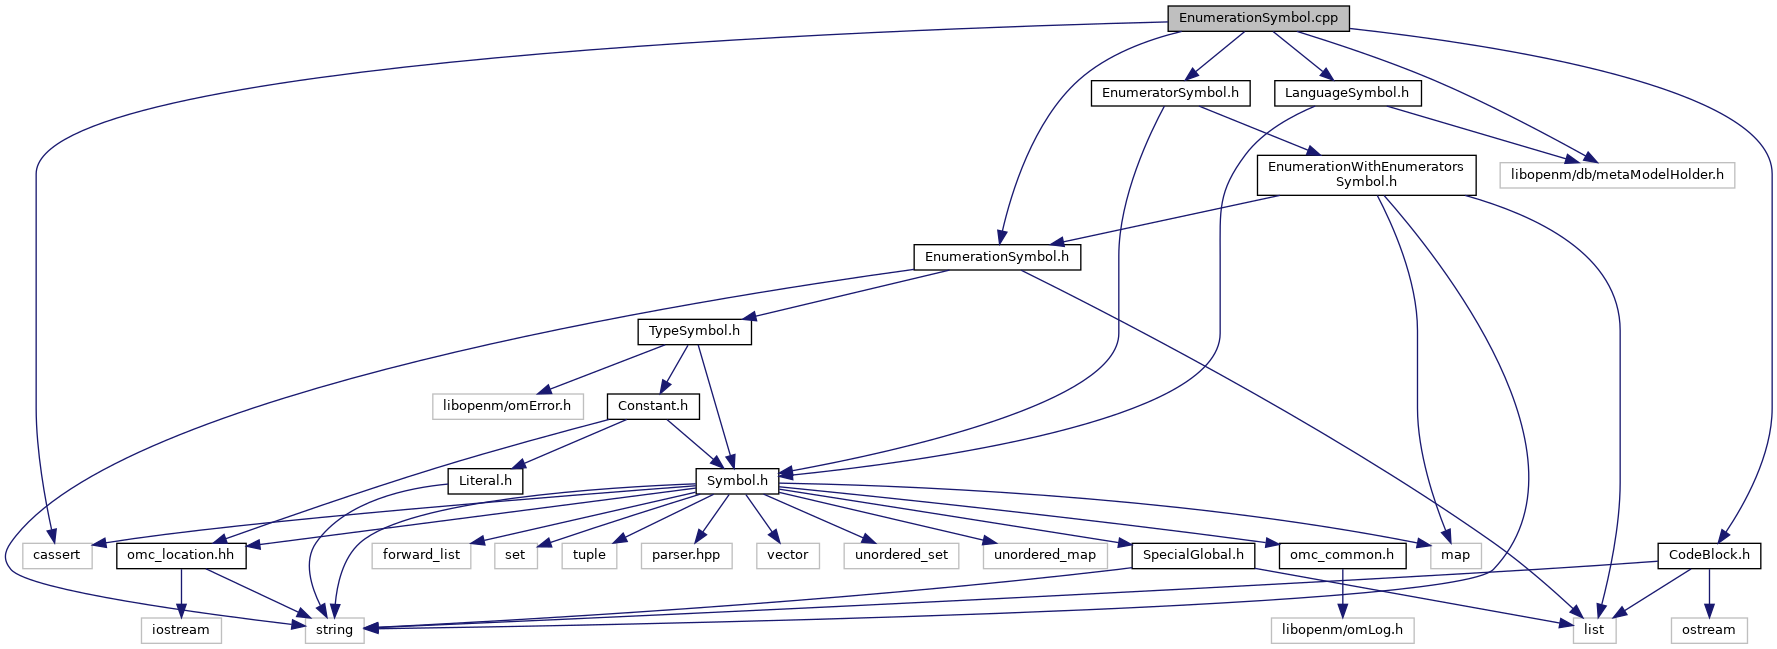 EnumerationSymbol.cpp
EnumeratorSymbol.h
LanguageSymbol.h
EnumerationWithEnumerators
Symbol.h
libopenm/db/metaModelHolder.h
EnumerationSymbol.h
TypeSymbol.h
libopenm/omError.h
Constant.h
Literal.h
Symbol.h
cassert
omc_location.hh
forward_list
set
tuple
parser.hpp
vector
unordered_set
unordered_map
SpecialGlobal.h
omc_common.h
map
CodeBlock.h
iostream
string
libopenm/omLog.h
list
ostream